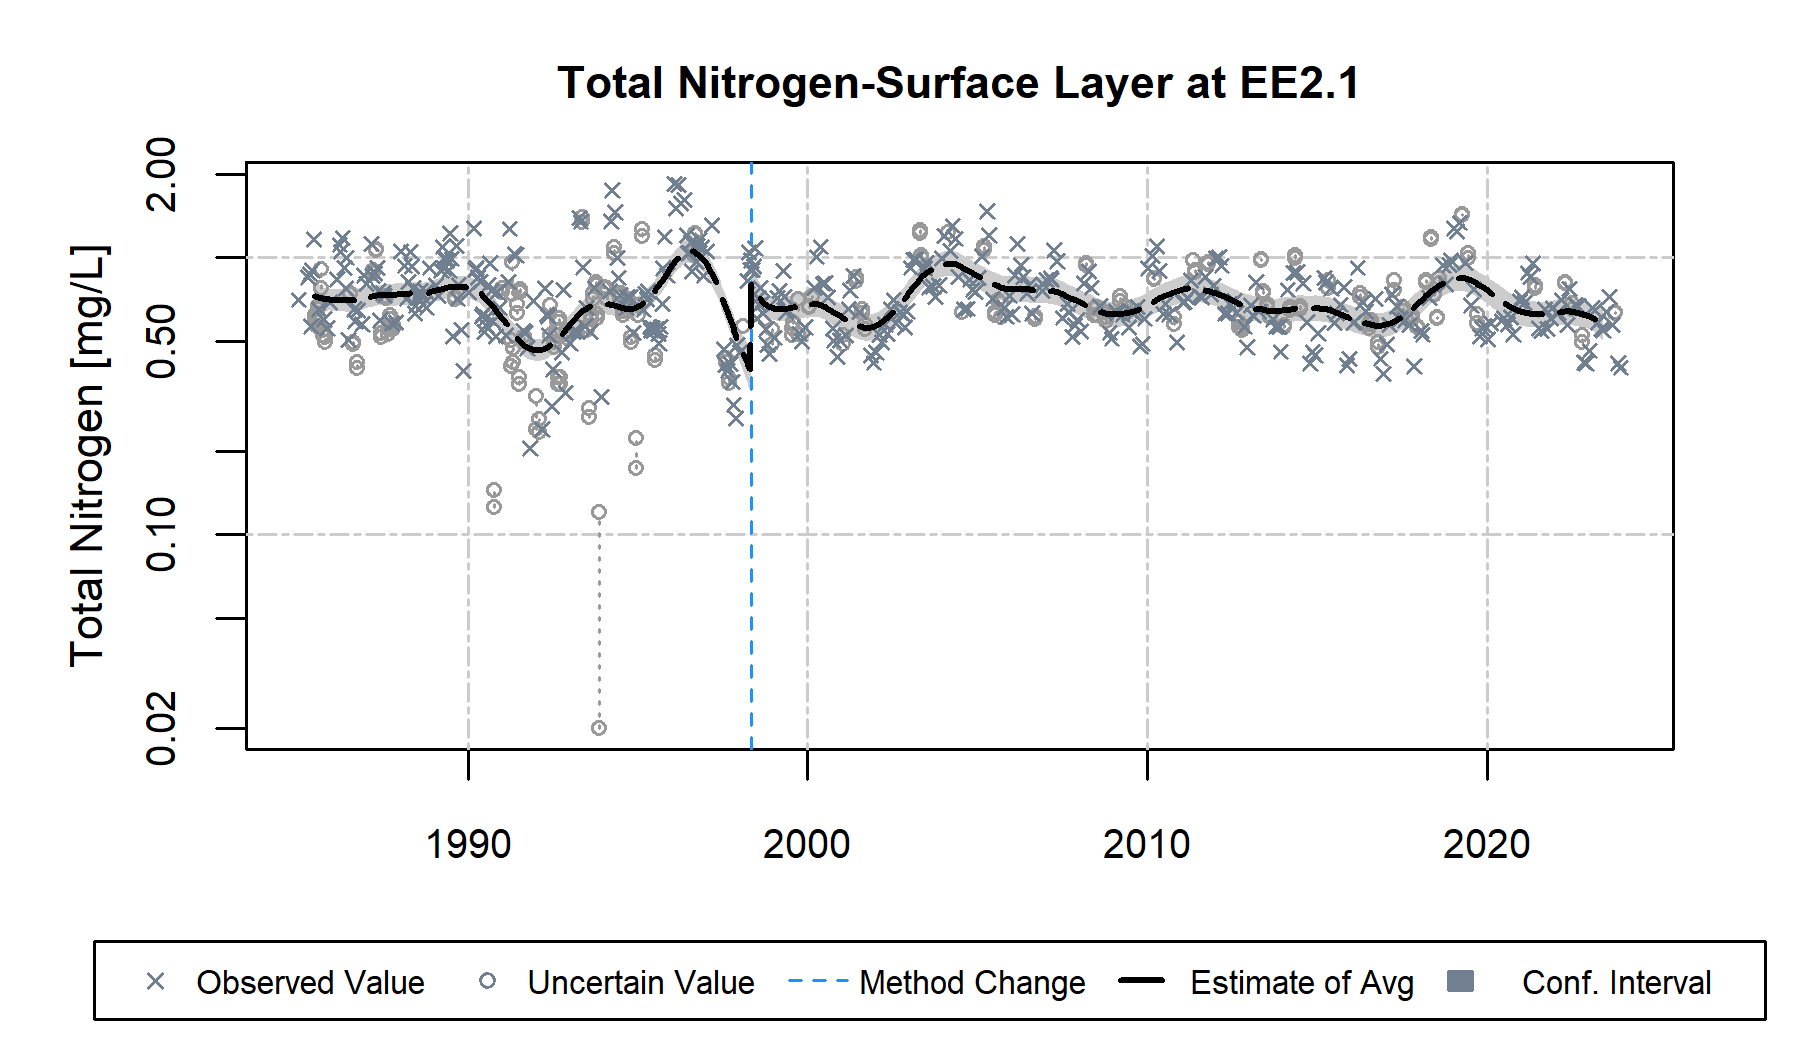 Total Nitrogen-Surface Layer at EE2.1
Total Nitrogen [mg/L]
2.00
0.50
0.10
0.02
1990 2000 2010 2020
Observed Value Uncertain Value Method Change Estimate of Avg Conf. Interval